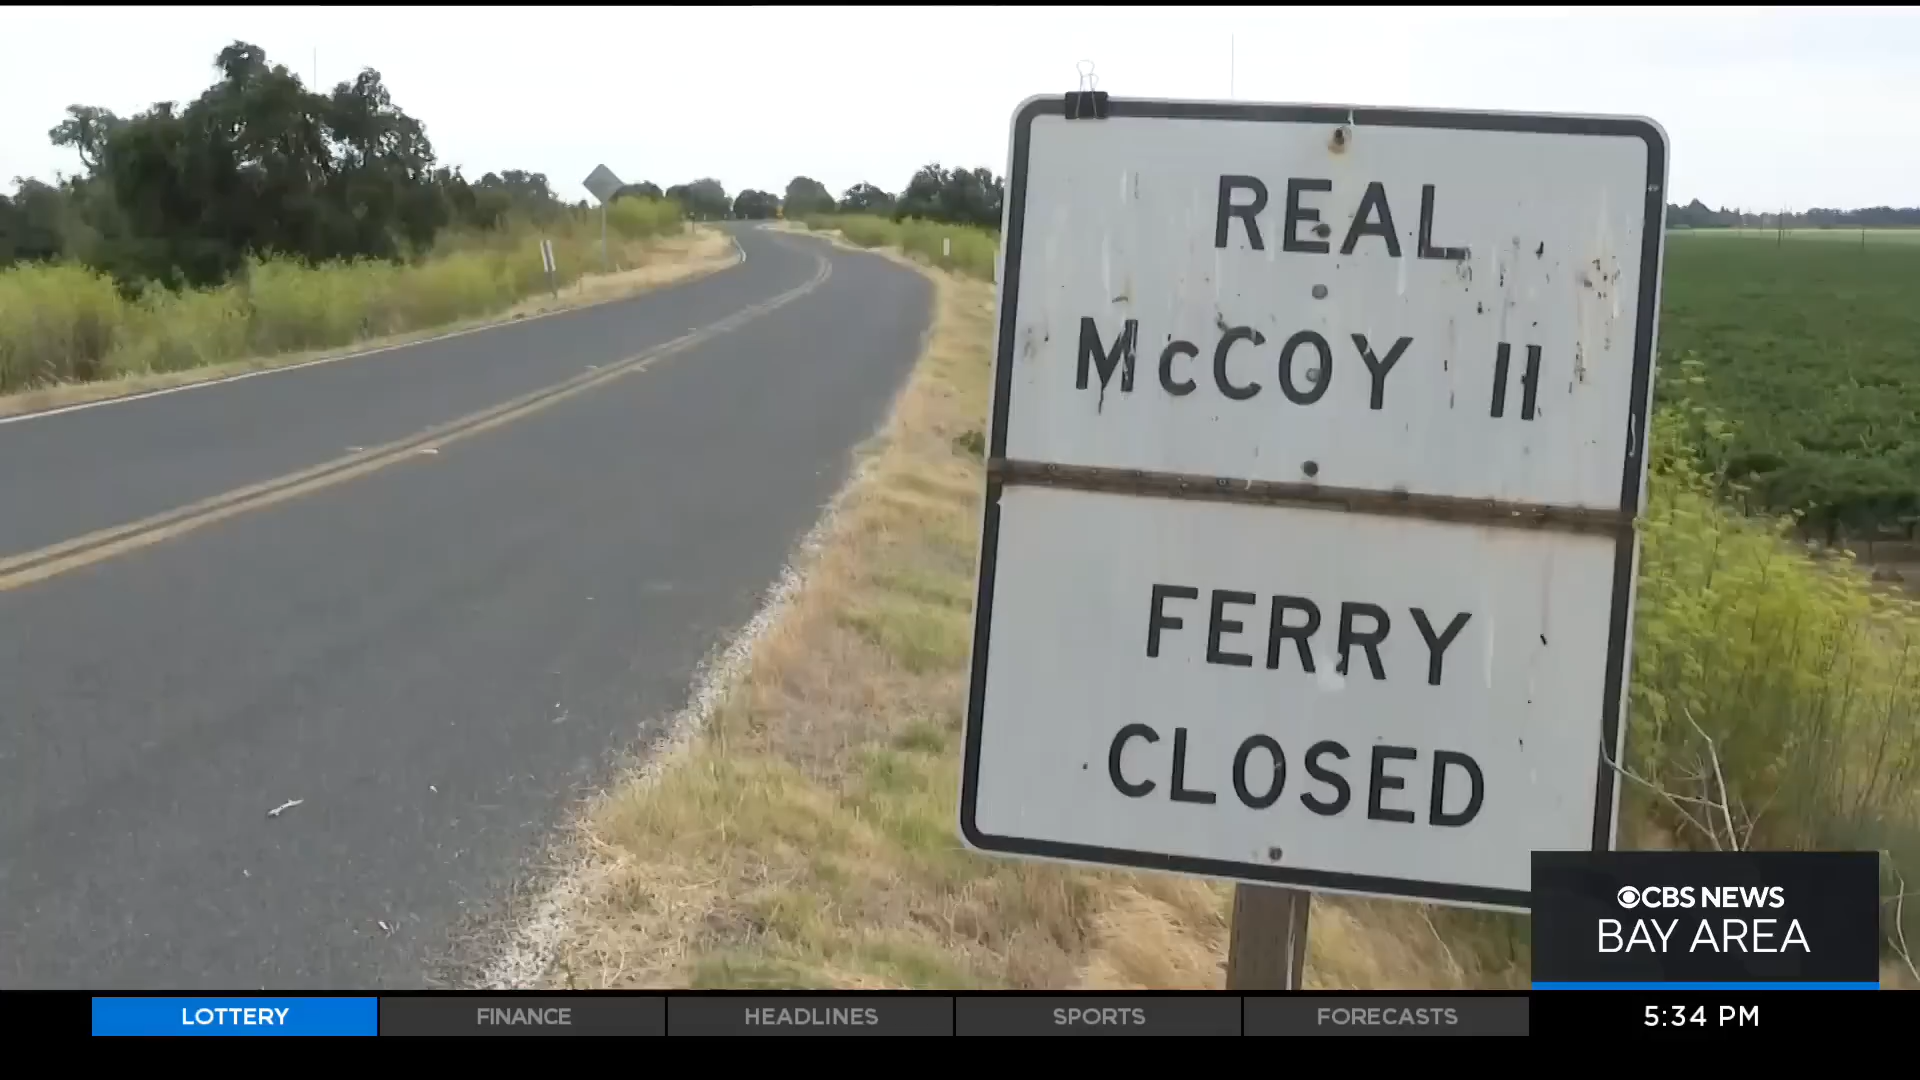 REAL
McCOY II
FERRY
CLOSED
CBS NEWS
BAY AREA
LOTTERY
FINANCE
HEADLINES
SPORTS
FORECASTS
5:34 PM